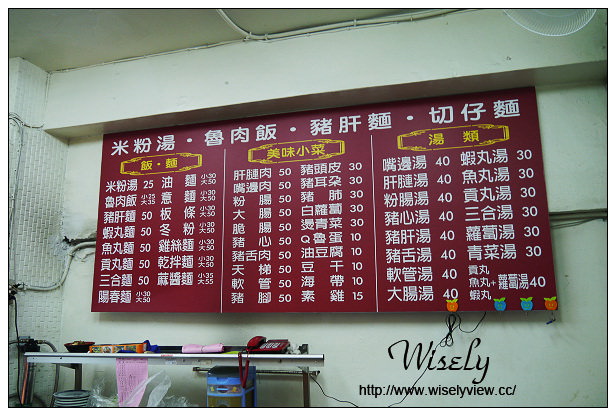 米粉湯・魯肉飯・豬肝麵・切仔麵
飯・麵
米粉湯 25
魯肉飯 小25 大35
豬肝麵 50
蝦丸麵 50
魚丸麵 50
貢丸麵 50
三合麵 50
腸春麵 小30 大50
油麵 小30 大50
意麵 小30 大50
板條 小30 大50
冬粉 小30 大50
雞絲麵 小30 大50
乾拌麵 小30 大50
麻醬麵 小35 大55
美味小菜
肝膁肉 50
嘴邊肉 50
粉腸 50
大腸 50
脆腸 50
豬心 50
豬舌肉 50
天梯 50
軟管 50
豬腳 50
豬頭皮 30
豬耳朵 30
豬肺 30
白蘿蔔 30
燙青菜 30
Q魯蛋 10
油豆腐 10
豆干 10
海帶 10
素雞 15
湯類
嘴邊湯 40
肝膁湯 40
粉腸湯 40
豬心湯 40
豬肝湯 40
豬舌湯 40
軟管湯 40
大腸湯 40
蝦丸湯 30
魚丸湯 30
貢丸湯 30
三合湯 30
蘿蔔湯 30
青菜湯 30
貢丸
魚丸+蘿蔔湯 40
蝦丸
Wisely
http://www.wiselyview.cc/